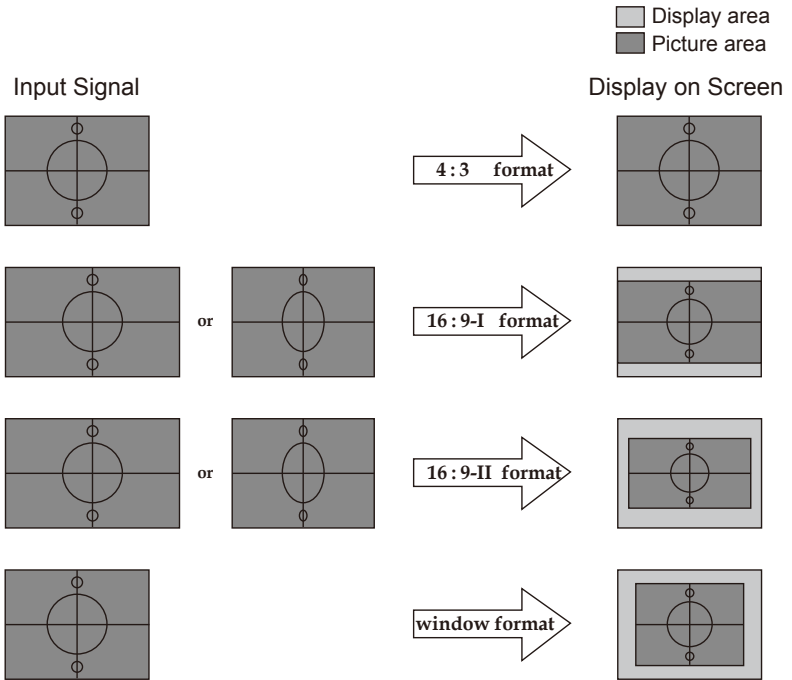 Display area
Picture area
Input Signal
Display on Screen
4 : 3 format
or
16 : 9-I format
or
16 : 9-II format
window format